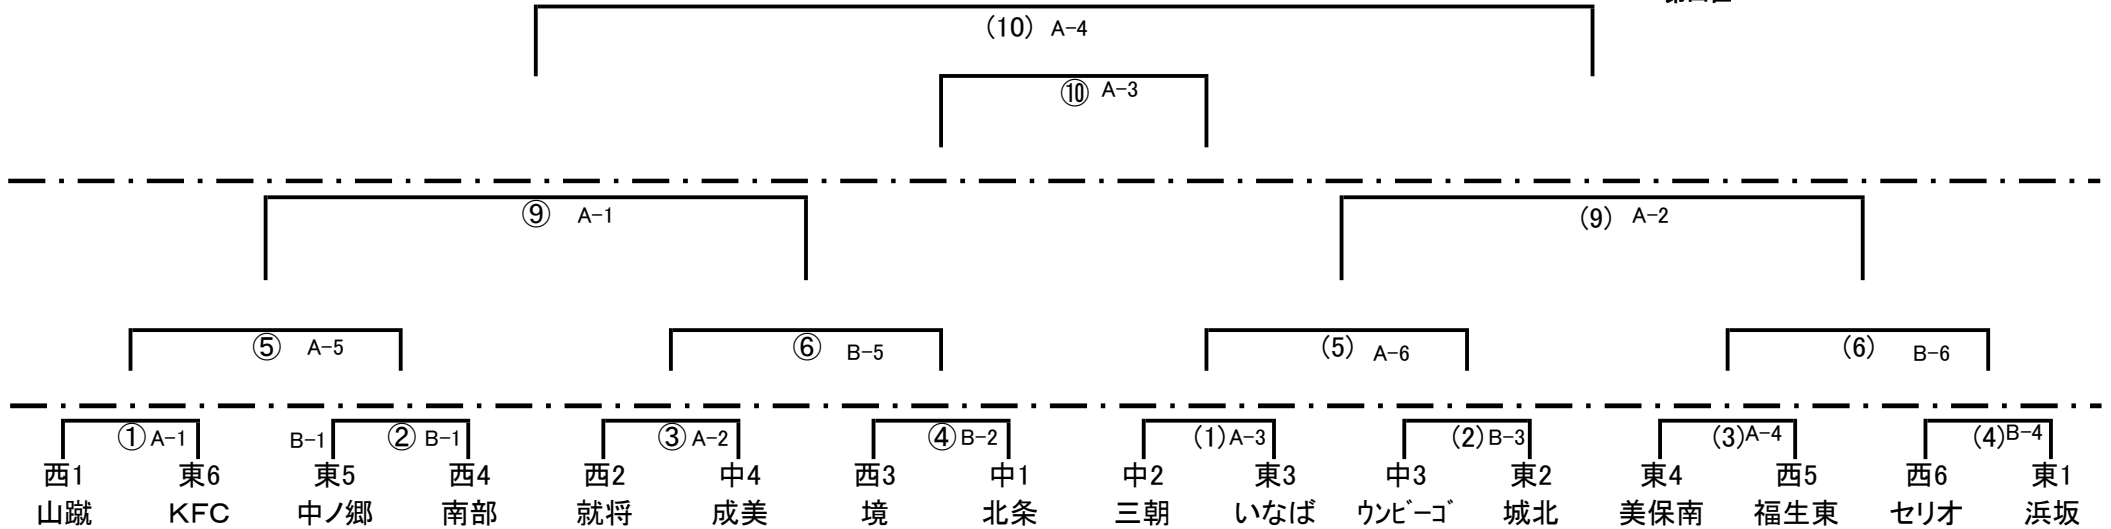 (10) A-4
⑩ A-3
⑨ A-1 (9) A-2
⑤ A-5 ⑥ B-5 (5) A-6 (6) B-6
①A-1 B-1 ② B-1 ③A-2 ④B-2 (1)A-3 (2)B-3 (3)A-4 (4)B-4
西1 東6 東5 西4 西2 中4 西3 中1 中2 東3 中3 東2 東4 西5 西6 東1
山蹴 KFC 中ノ郷 南部 就将 成美 境 北条 三朝 いなば ウンビーゴ 城北 美保南 福生東 セリオ 浜坂